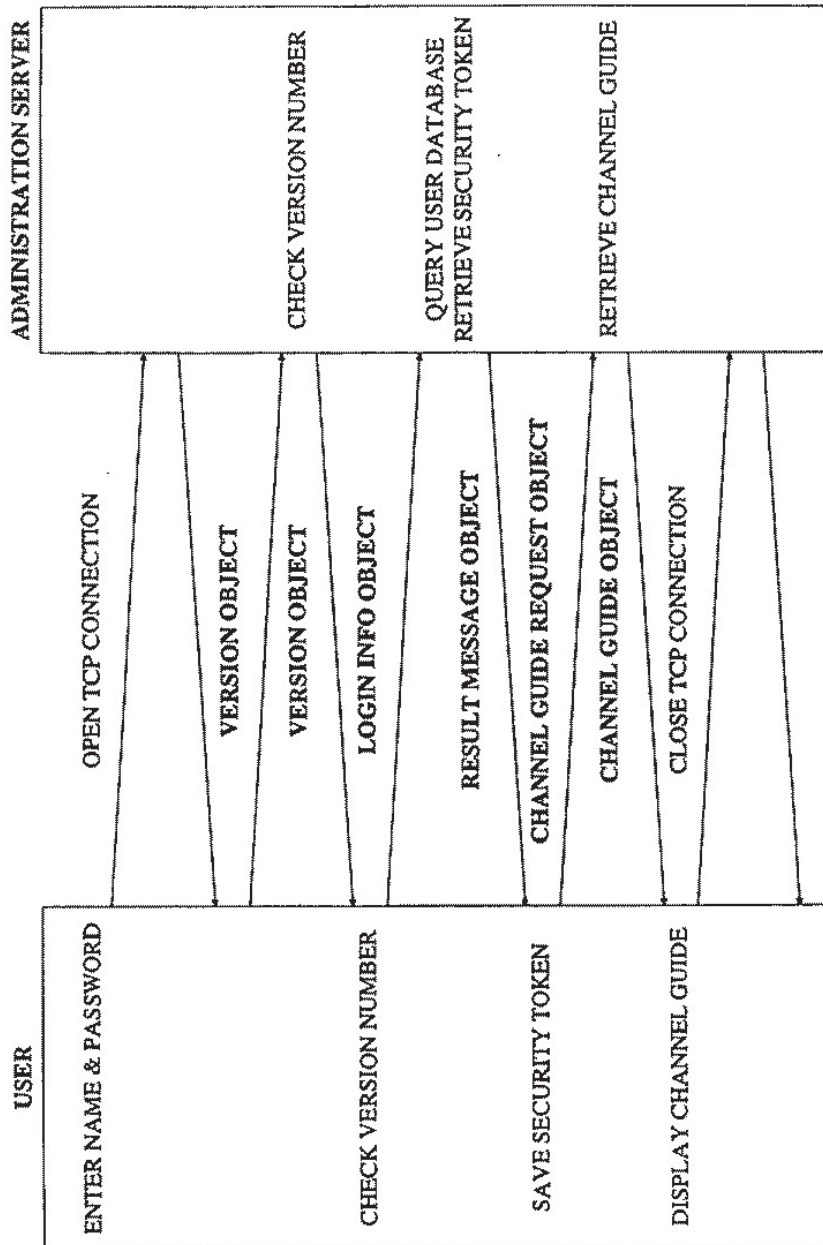 USER
ADMINISTRATION SERVER
ENTER NAME & PASSWORD
OPEN TCP CONNECTION
VERSION OBJECT
VERSION OBJECT
CHECK VERSION NUMBER
CHECK VERSION NUMBER
LOGIN INFO OBJECT
QUERY USER DATABASE
RETRIEVE SECURITY TOKEN
RESULT MESSAGE OBJECT
SAVE SECURITY TOKEN
CHANNEL GUIDE REQUEST OBJECT
RETRIEVE CHANNEL GUIDE
CHANNEL GUIDE OBJECT
DISPLAY CHANNEL GUIDE
CLOSE TCP CONNECTION